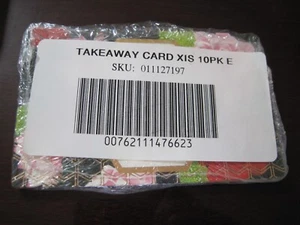 TAKEAWAY CARD XIS 10PK E
SKU: 011127197
00762111476623